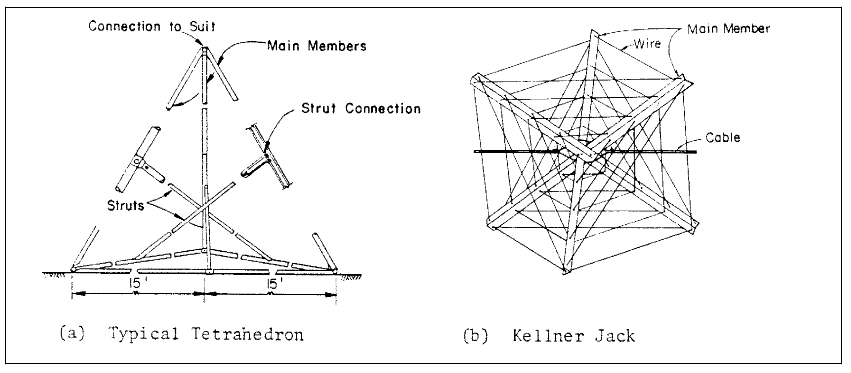 Connection to Suit
Main Members
Strut Connection
Struts
15'
15'
(a) Typical Tetrahedron
Main Member
Wire
Cable
(b) Kellner Jack